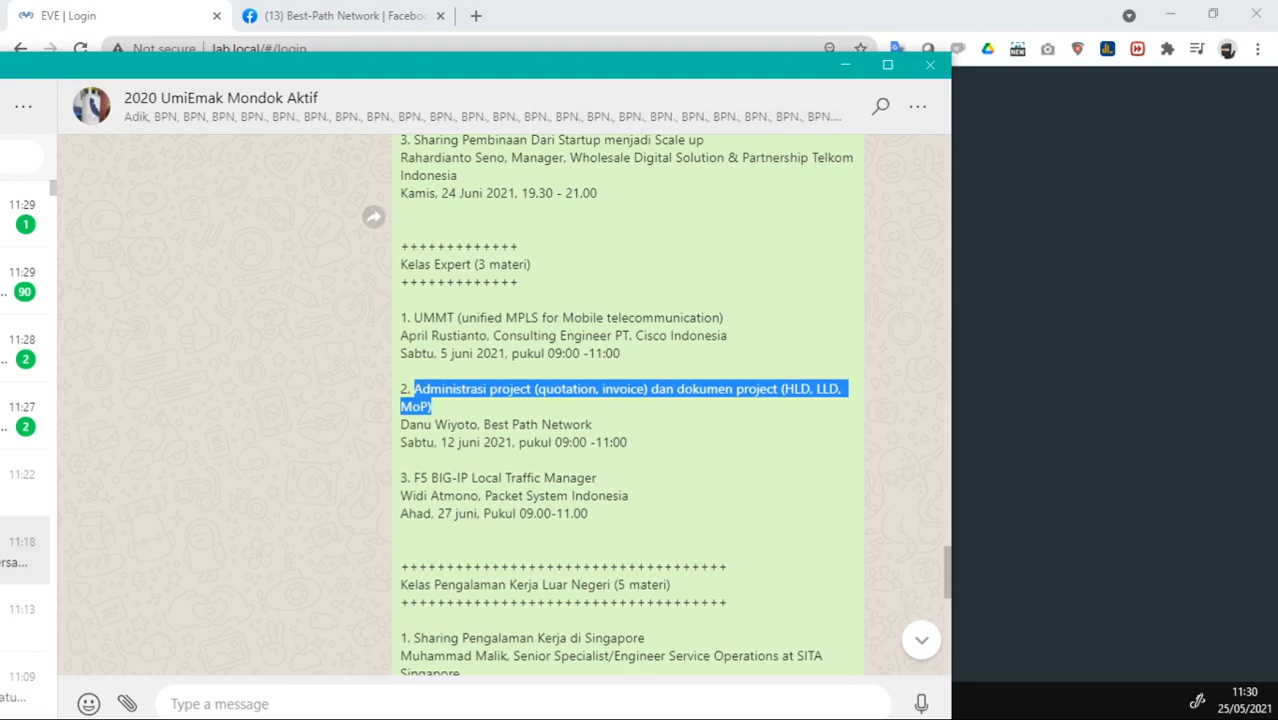 EVE | Login
(13) Best-Path Network | Facebo
Not secure | lab.local/#/login
2020 UmiEmak Mondok Aktif
Adik, BPN, BPN, BPN, BPN., BPN., BPN., BPN., BPN., BPN., BPN., BPN., BPN., BPN., BPN., BPN., BPN., BPN., BPN., BPN., BPN., BPN., BPN....
3. Sharing Pembinaan Dari Startup menjadi Scale up
Rahardianto Seno, Manager, Wholesale Digital Solution & Partnership Telkom
Indonesia
Kamis, 24 Juni 2021, 19.30 - 21.00
+++++++++++++
Kelas Expert (3 materi)
+++++++++++++
1. UMMT (unified MPLS for Mobile telecommunication)
April Rustianto, Consulting Engineer PT. Cisco Indonesia
Sabtu, 5 juni 2021, pukul 09:00 -11:00
2. Administrasi project (quotation, invoice) dan dokumen project (HLD, LLD,
MoP)
Danu Wiyoto, Best Path Network
Sabtu, 12 juni 2021, pukul 09:00 -11:00
3. F5 BIG-IP Local Traffic Manager
Widi Atmono, Packet System Indonesia
Ahad, 27 juni, Pukul 09.00-11.00
++++++++++++++++++++++++++++++++++++
Kelas Pengalaman Kerja Luar Negeri (5 materi)
++++++++++++++++++++++++++++++++++++
1. Sharing Pengalaman Kerja di Singapore
Muhammad Malik, Senior Specialist/Engineer Service Operations at SITA
Singapore
Type a message
11:29
1
11:29
90
11:28
2
11:27
2
11:22
11:18
ersa...
11:13
11:09
atu...
NEW
11:30
25/05/2021